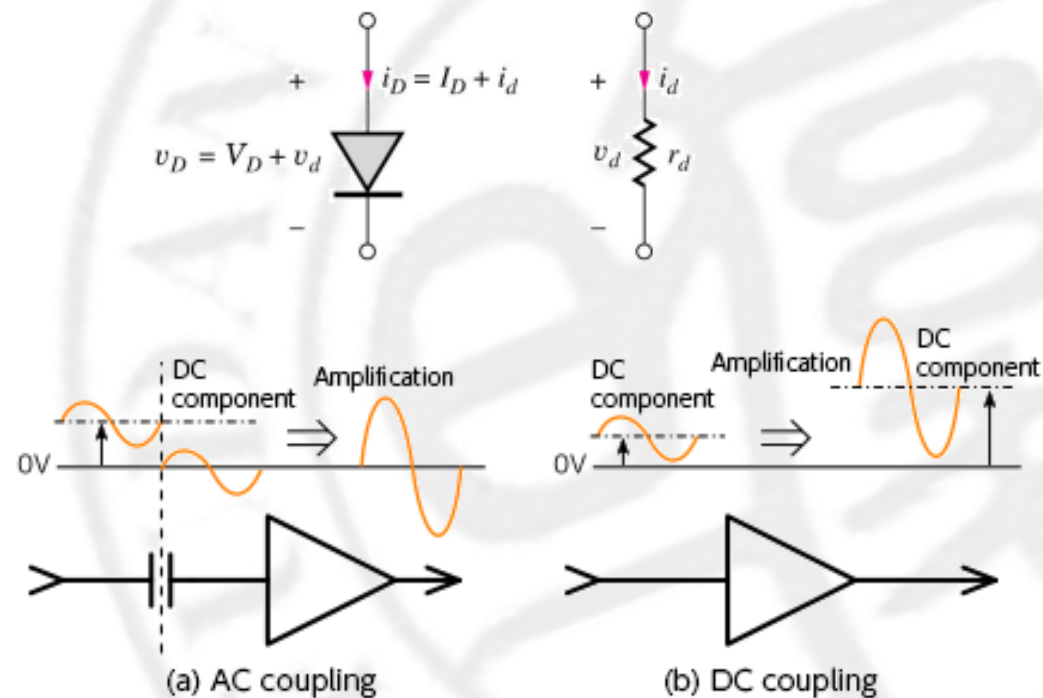 +
i_D = I_D + i_d
v_D = V_D + v_d
−
+
i_d
v_d
r_d
−
DC
component
Amplification
0V
(a) AC coupling
DC
component
Amplification
DC
component
0V
(b) DC coupling